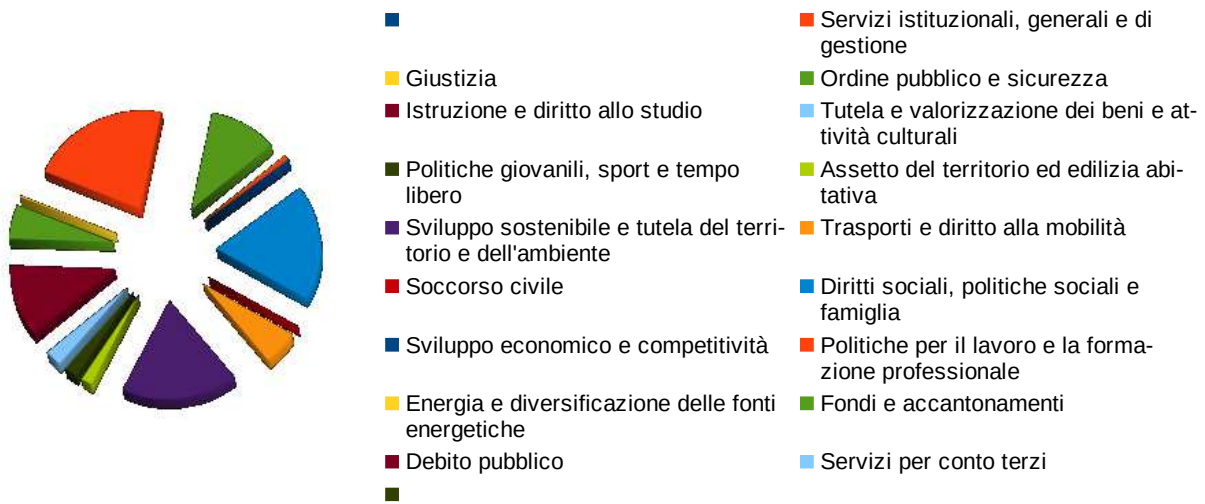 Servizi istituzionali, generali e di
gestione
Giustizia
Ordine pubblico e sicurezza
Istruzione e diritto allo studio
Tutela e valorizzazione dei beni e at-
tività culturali
Politiche giovanili, sport e tempo
libero
Assetto del territorio ed edilizia abi-
tativa
Sviluppo sostenibile e tutela del terri-
torio e dell'ambiente
Trasporti e diritto alla mobilità
Soccorso civile
Diritti sociali, politiche sociali e
famiglia
Sviluppo economico e competitività
Politiche per il lavoro e la forma-
zione professionale
Energia e diversificazione delle fonti
energetiche
Fondi e accantonamenti
Debito pubblico
Servizi per conto terzi